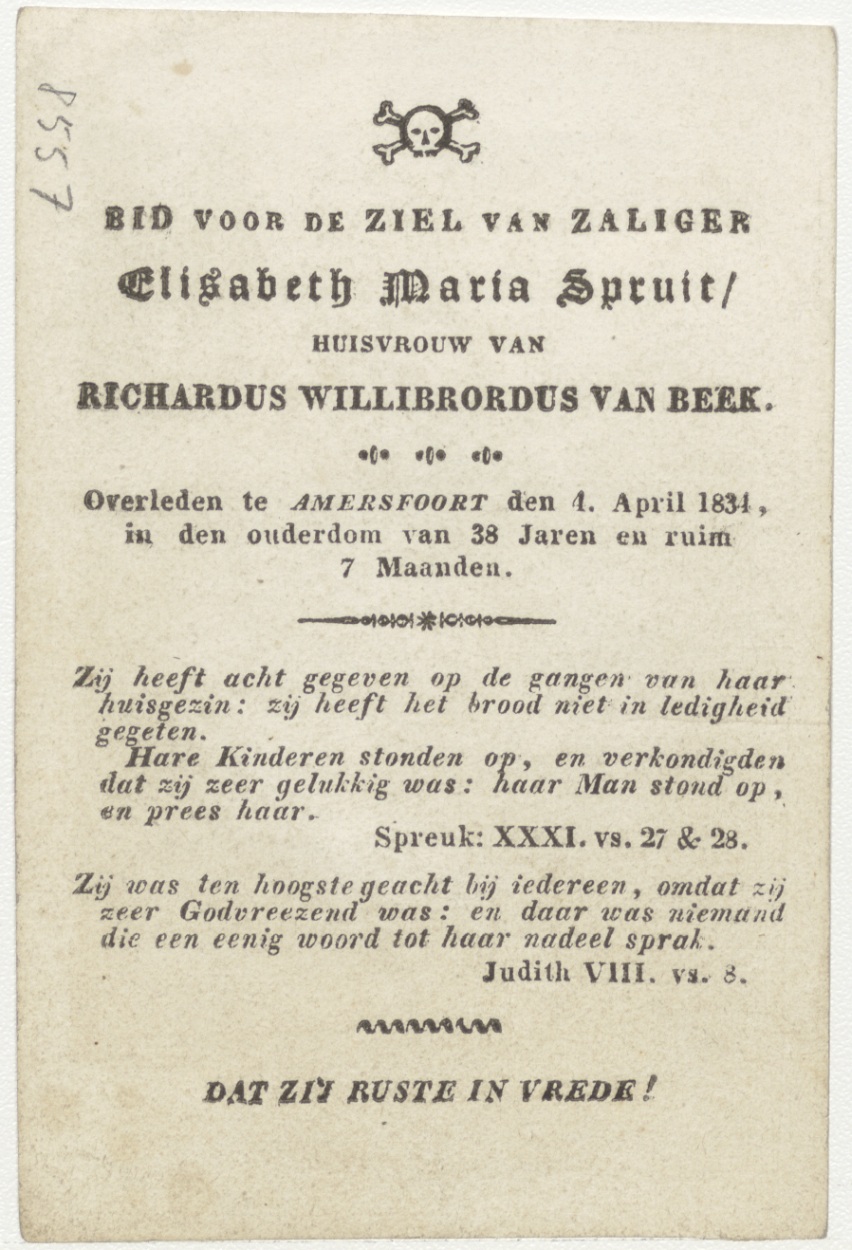 8557
BID VOOR DE ZIEL VAN ZALIGER
Elisabeth Maria Spruit/
HUISVROUW VAN
RICHARDUS WILLIBRORDUS VAN BEEK.
Overleden te AMERSFOORT den 4. April 1834,
in den ouderdom van 38 Jaren en ruim
7 Maanden.
Zij heeft acht gegeven op de gangen van haar
huisgezin: zij heeft het brood niet in ledigheid
gegeten.
Hare Kinderen stonden op, en verkondigden
dat zij zeer gelukkig was: haar Man stond op,
en prees haar.
Spreuk: XXXI. vs. 27 & 28.
Zij was ten hoogste geacht bij iedereen, omdat zij
zeer Godvreezend was: en daar was niemand
die een eenig woord tot haar nadeel sprak.
Judith VIII. vs. 8.
DAT ZIJ RUSTE IN VREDE!